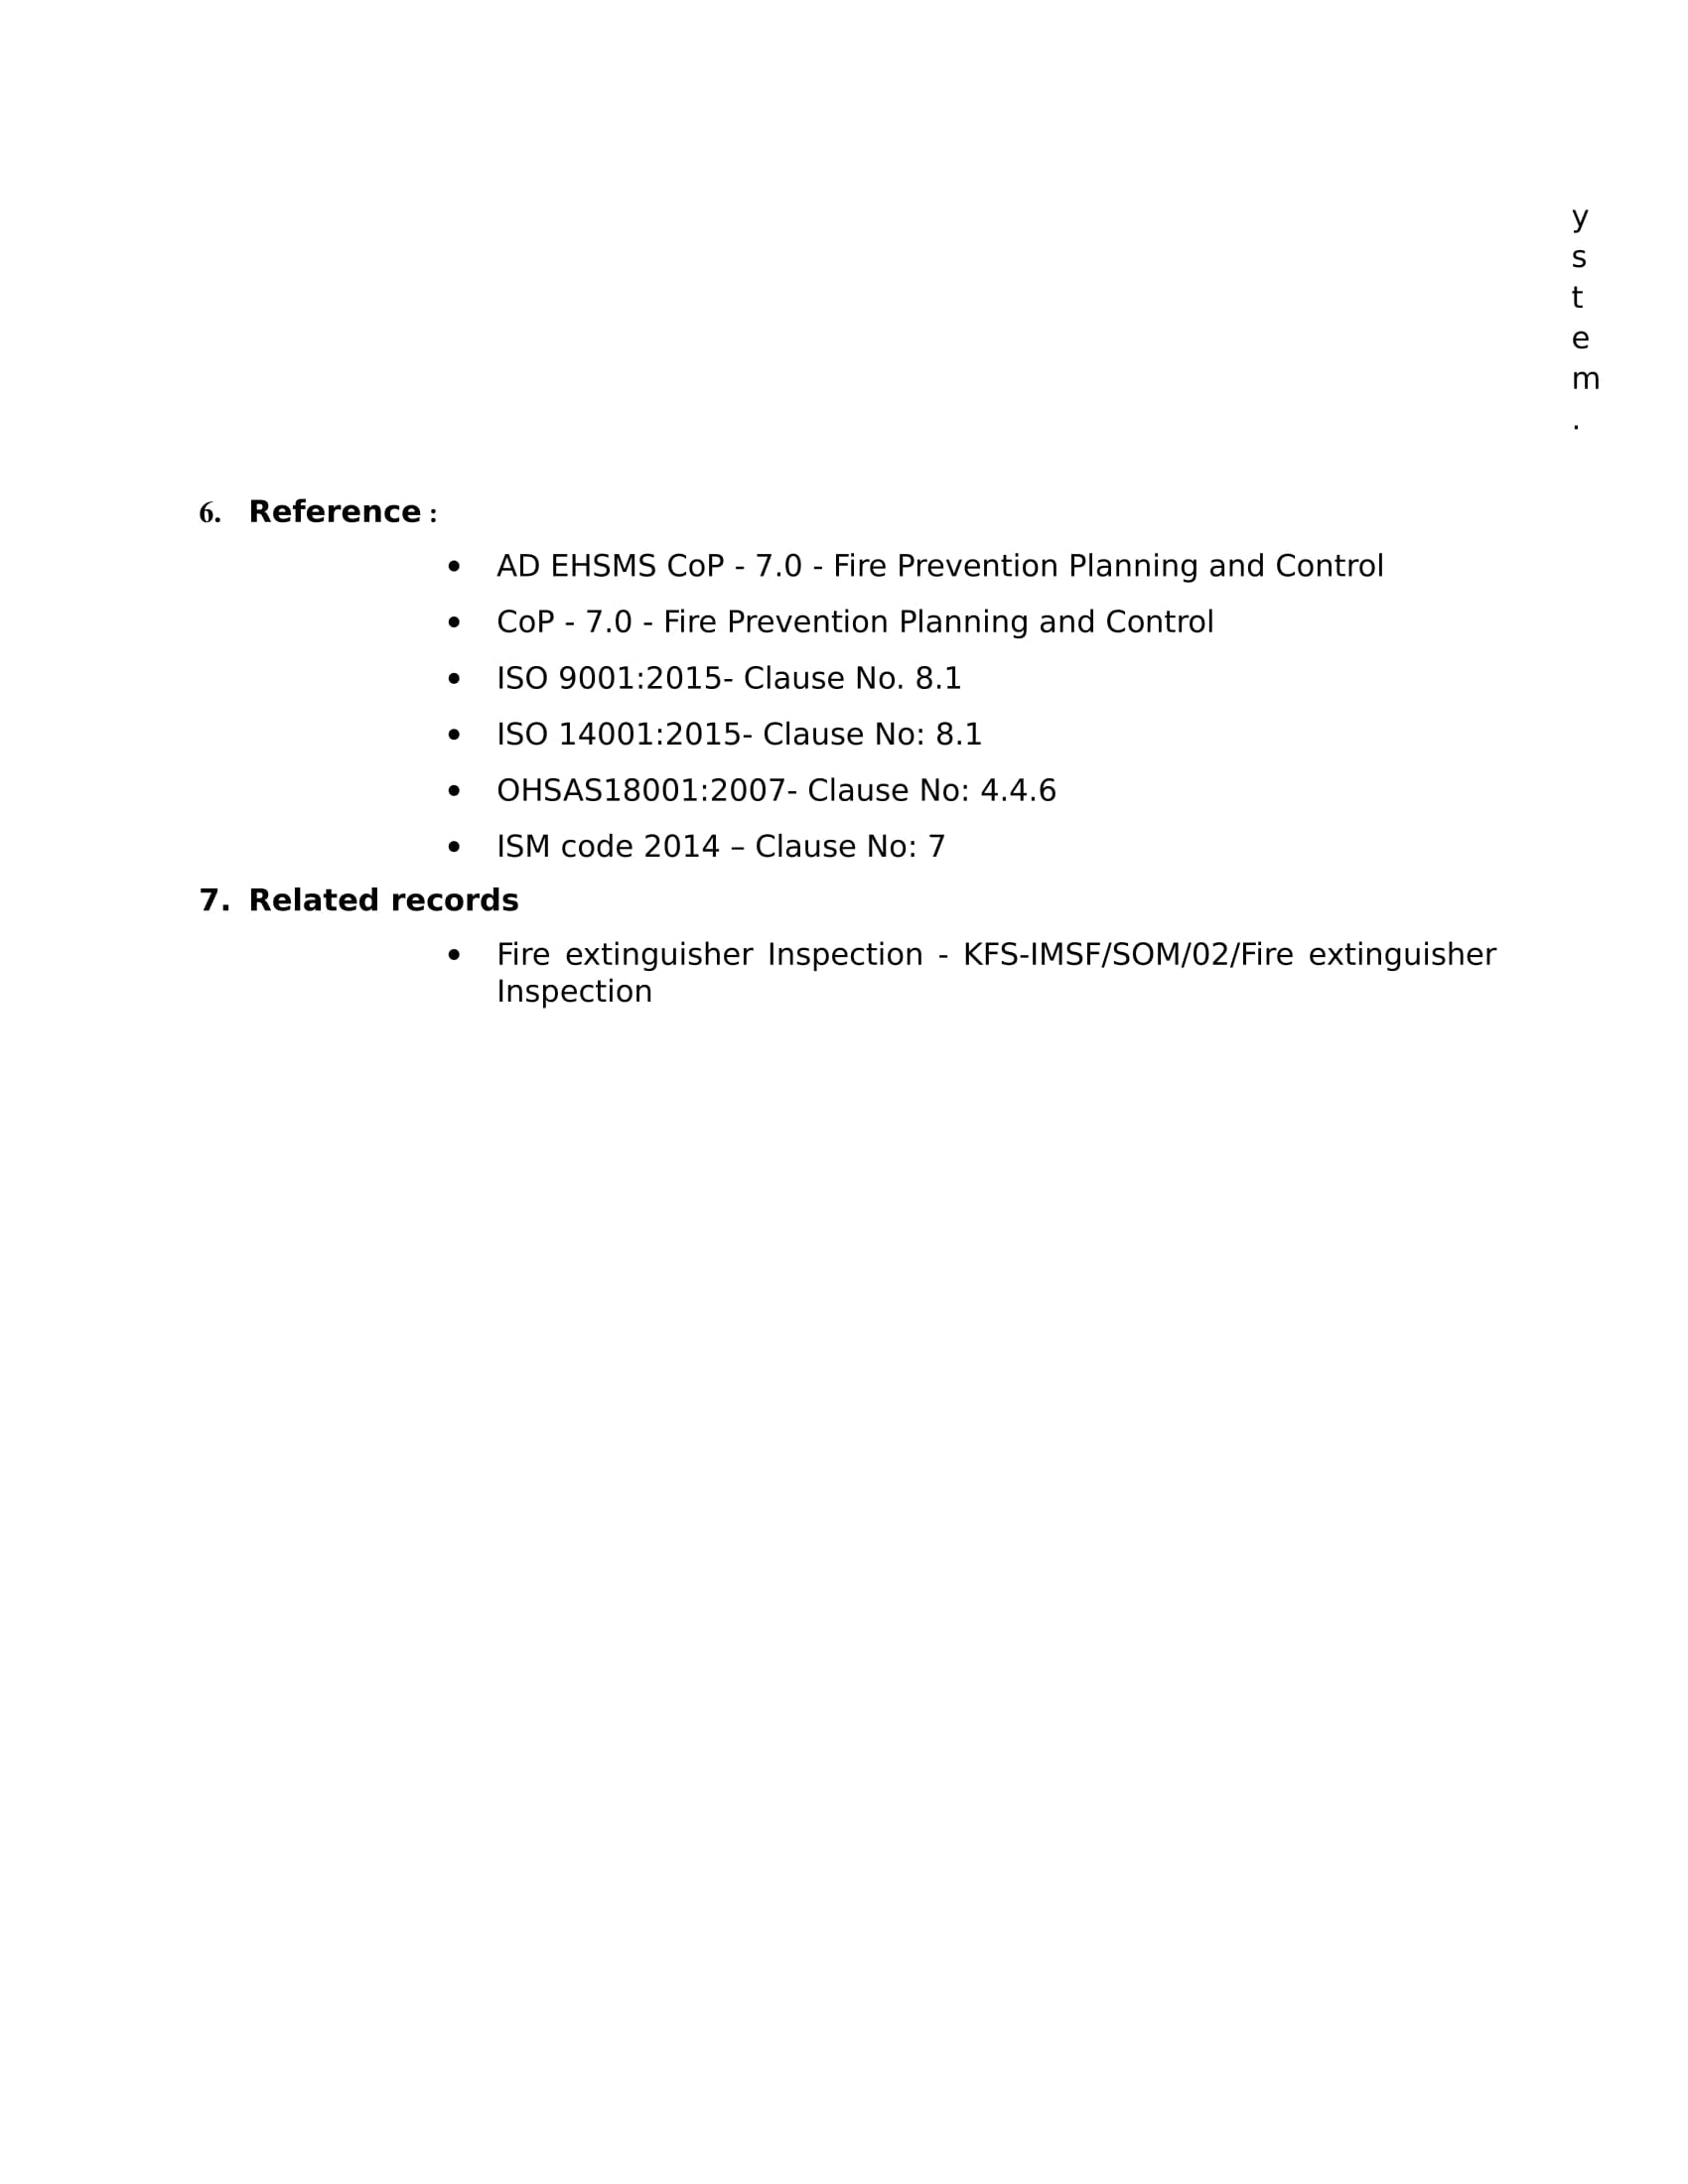 y
s
t
e
m
.
6. Reference :
• AD EHSMS CoP - 7.0 - Fire Prevention Planning and Control
• CoP - 7.0 - Fire Prevention Planning and Control
• ISO 9001:2015- Clause No. 8.1
• ISO 14001:2015- Clause No: 8.1
• OHSAS18001:2007- Clause No: 4.4.6
• ISM code 2014 – Clause No: 7
7. Related records
• Fire extinguisher Inspection - KFS-IMSF/SOM/02/Fire extinguisher
Inspection